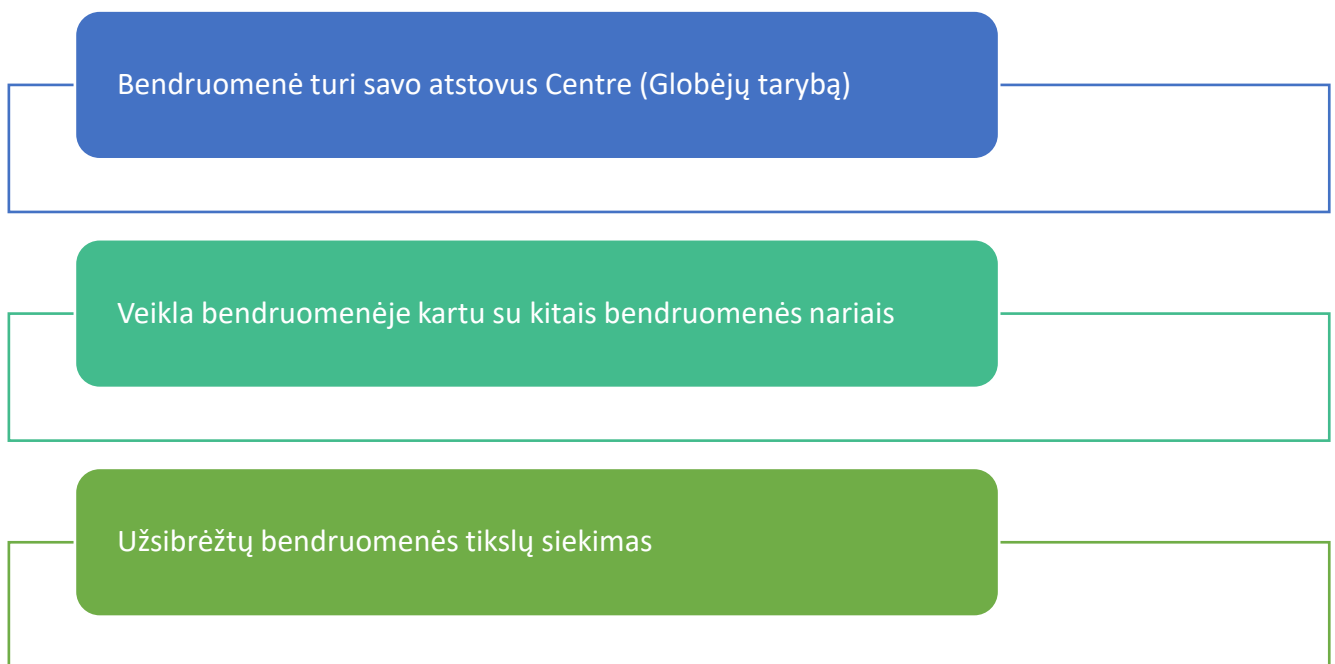 Bendruomenė turi savo atstovus Centre (Globėjų tarybą)
Veikla bendruomenėje kartu su kitais bendruomenės nariais
Užsibrėžtų bendruomenės tikslų siekimas